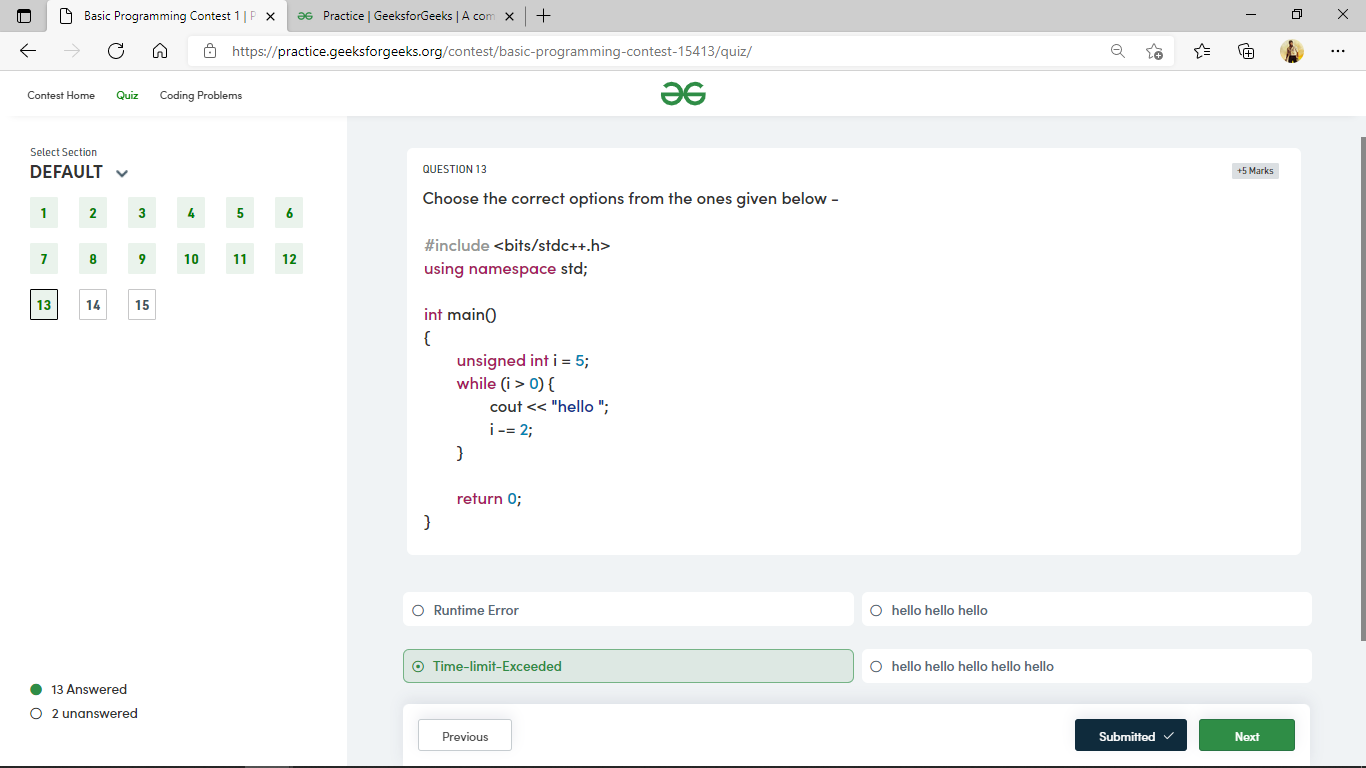 Basic Programming Contest 1 | P
Practice | GeeksforGeeks | A com
https://practice.geeksforgeeks.org/contest/basic-programming-contest-15413/quiz/
Contest Home Quiz Coding Problems
Select Section
DEFAULT
1 2 3 4 5 6
7 8 9 10 11 12
13 14 15
13 Answered
2 unanswered
QUESTION 13
+5 Marks
Choose the correct options from the ones given below -
#include <bits/stdc++.h>
using namespace std;
int main()
{
unsigned int i = 5;
while (i > 0) {
cout << "hello ";
i -= 2;
}
return 0;
}
Runtime Error
hello hello hello
Time-limit-Exceeded
hello hello hello hello hello
Previous
Submitted
Next